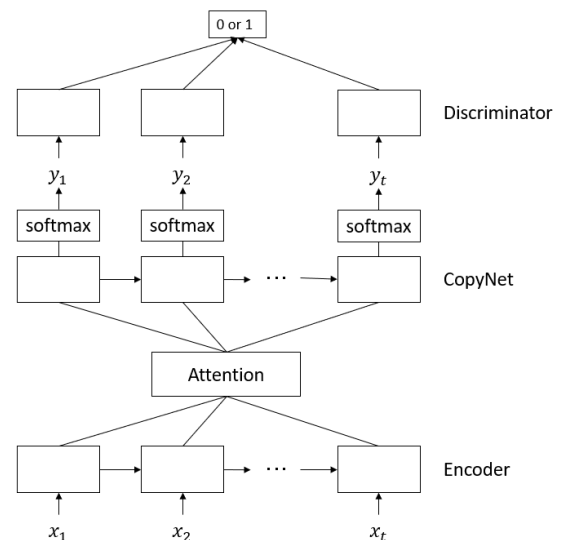 0 or 1
Discriminator
y₁ y₂ yₜ
softmax softmax softmax
... CopyNet
Attention
... Encoder
x₁ x₂ xₜ